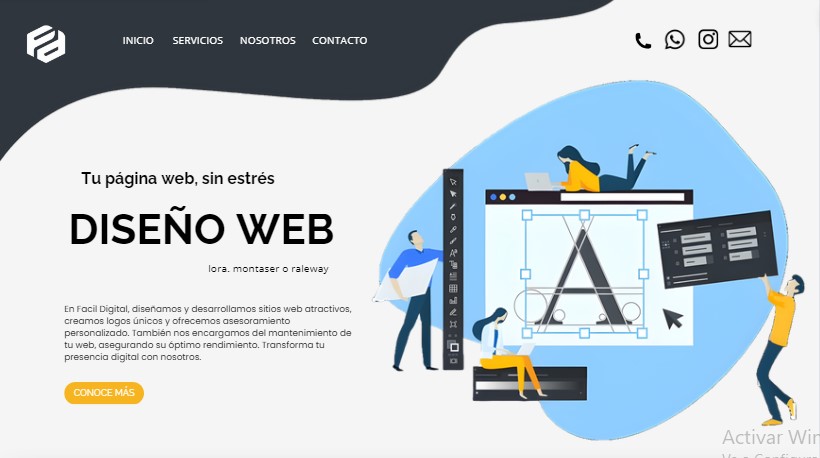 INICIO SERVICIOS NOSOTROS CONTACTO
Tu página web, sin estrés
DISEÑO WEB
lora. montaser o raleway
En Facil Digital, diseñamos y desarrollamos sitios web atractivos,
creamos logos únicos y ofrecemos asesoramiento
personalizado. También nos encargamos del mantenimiento de
tu web, asegurando su óptimo rendimiento. Transforma tu
presencia digital con nosotros.
CONOCE MÁS
A
Activar Win